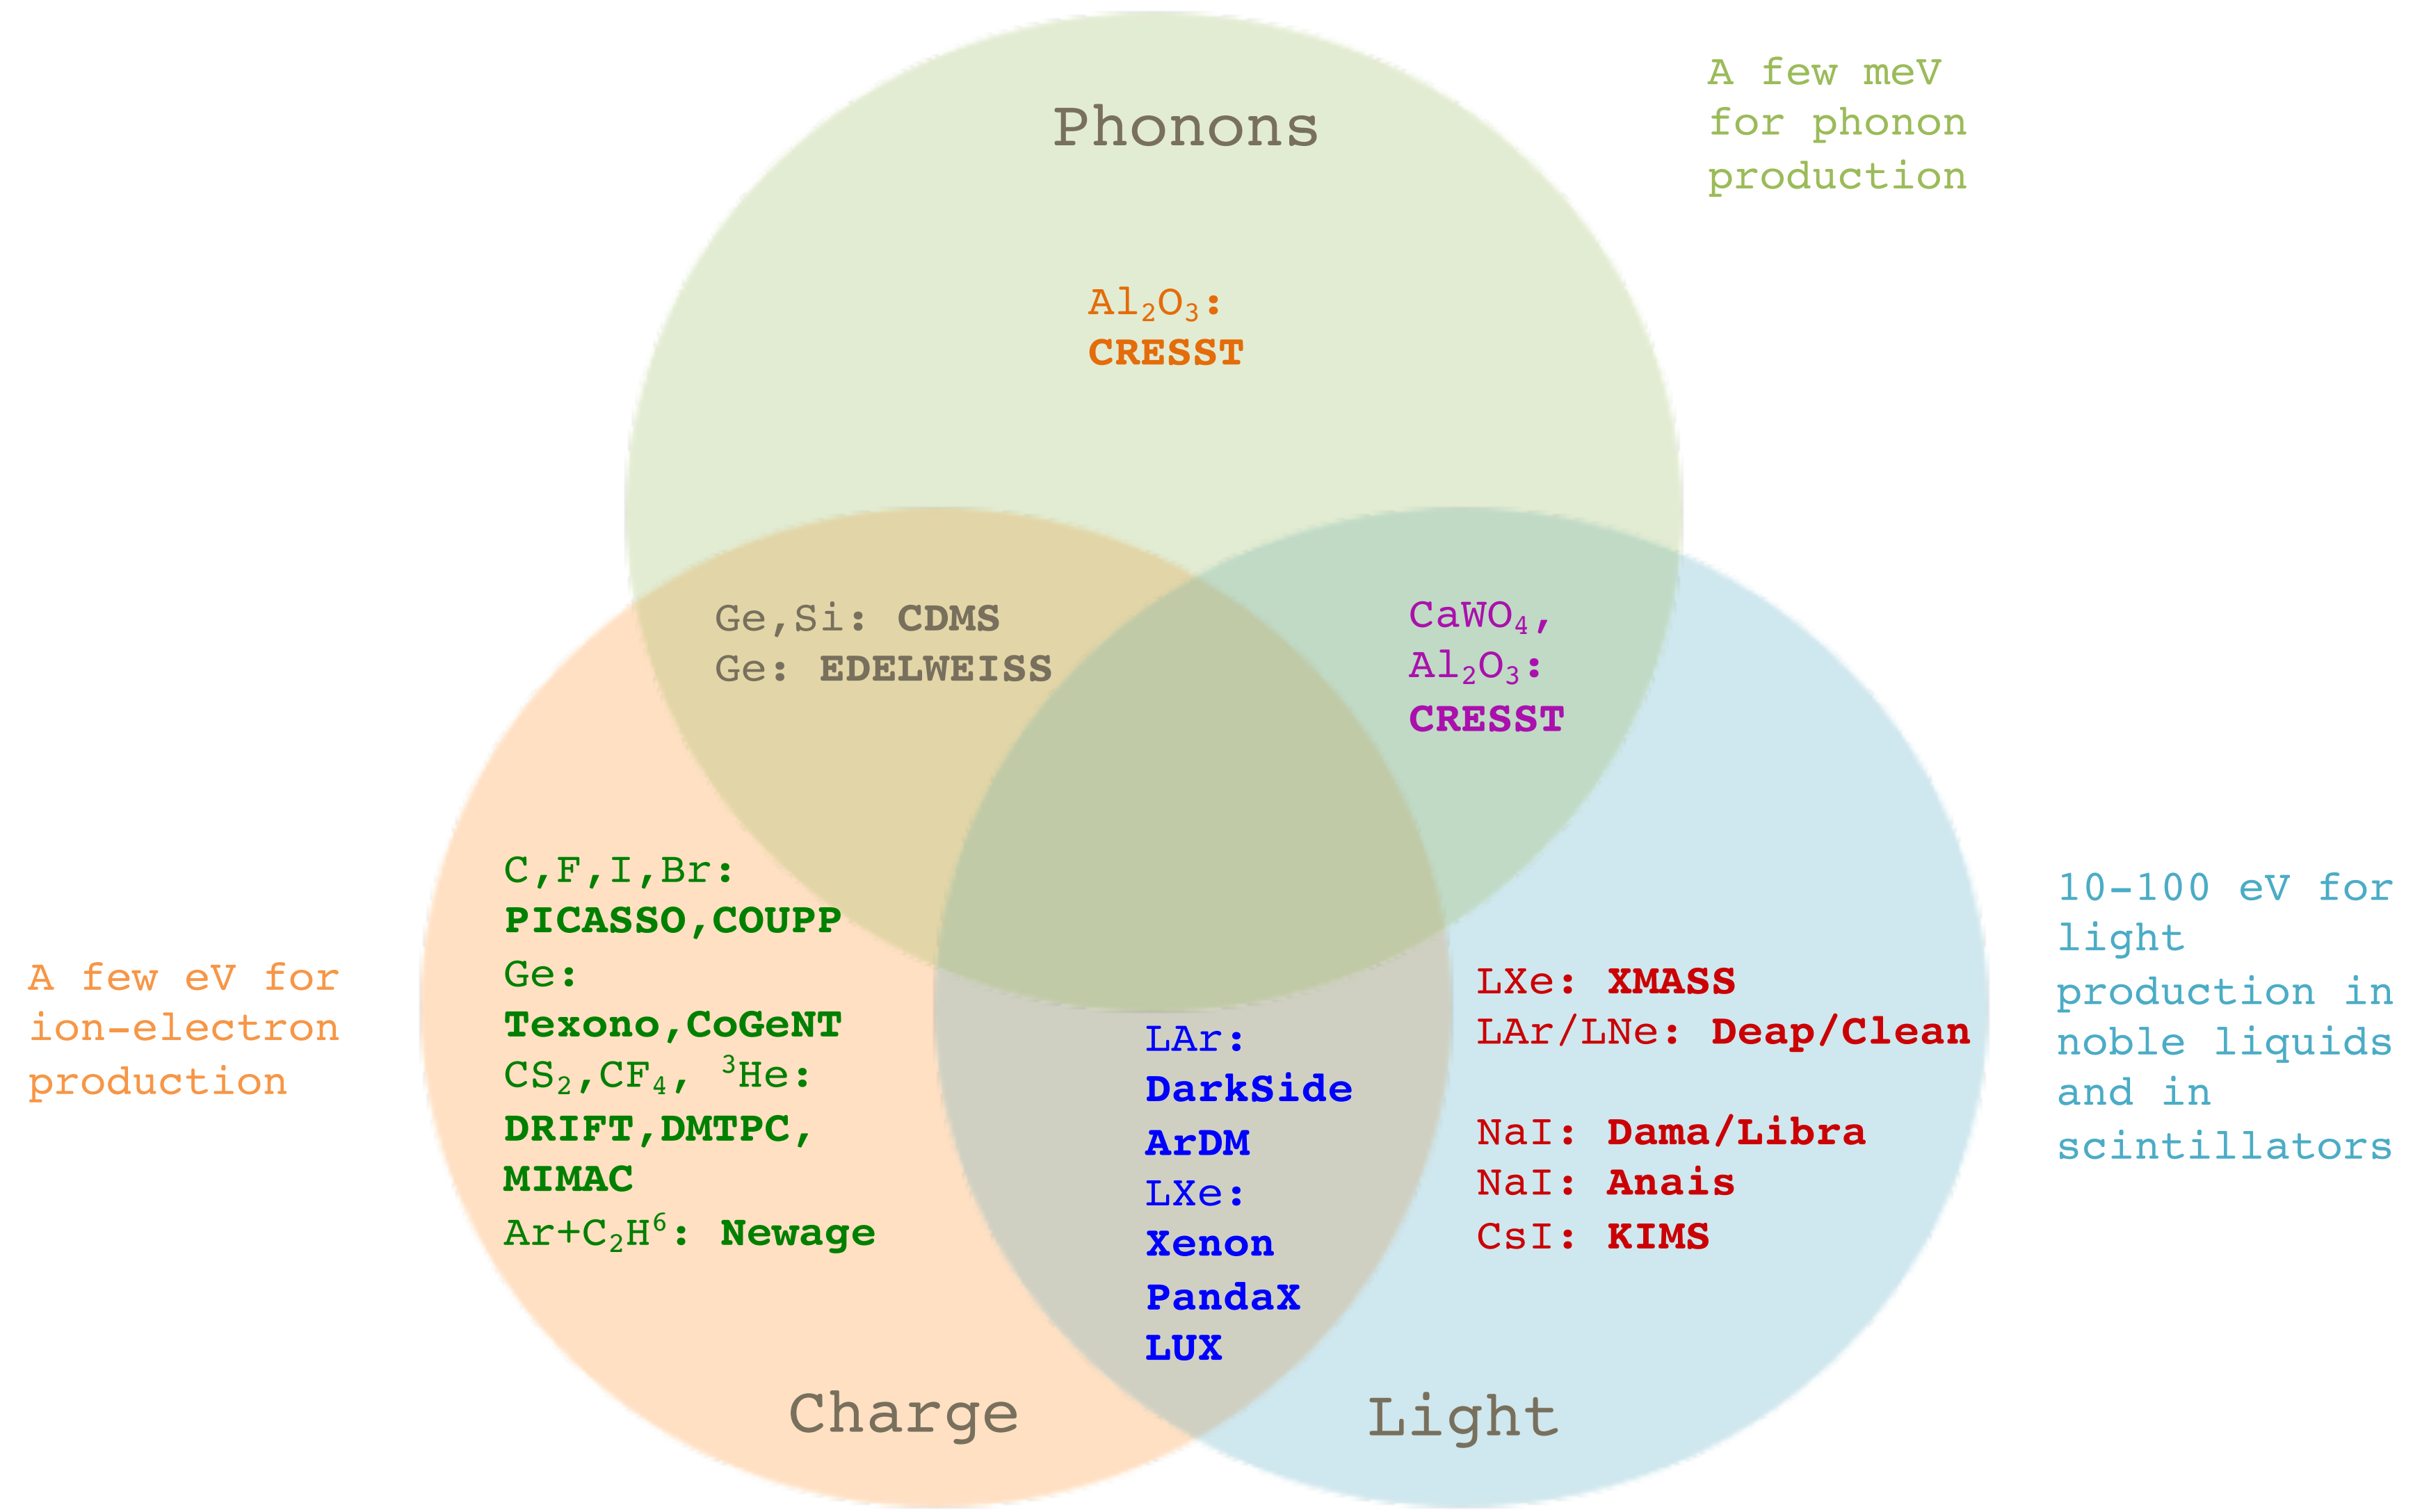 Phonons
A few meV
for phonon
production
Al₂O₃:
CRESST
Ge,Si: CDMS
Ge: EDELWEISS
CaWO₄,
Al₂O₃:
CRESST
A few eV for
ion-electron
production
C,F,I,Br:
PICASSO,COUPP
Ge:
Texono,CoGeNT
CS₂,CF₄, ³He:
DRIFT,DMTPC,
MIMAC
Ar+C₂H⁶: Newage
LAr:
DarkSide
ArDM
LXe:
Xenon
PandaX
LUX
LXe: XMASS
LAr/LNe: Deap/Clean
NaI: Dama/Libra
NaI: Anais
CsI: KIMS
10-100 eV for
light
production in
noble liquids
and in
scintillators
Charge
Light